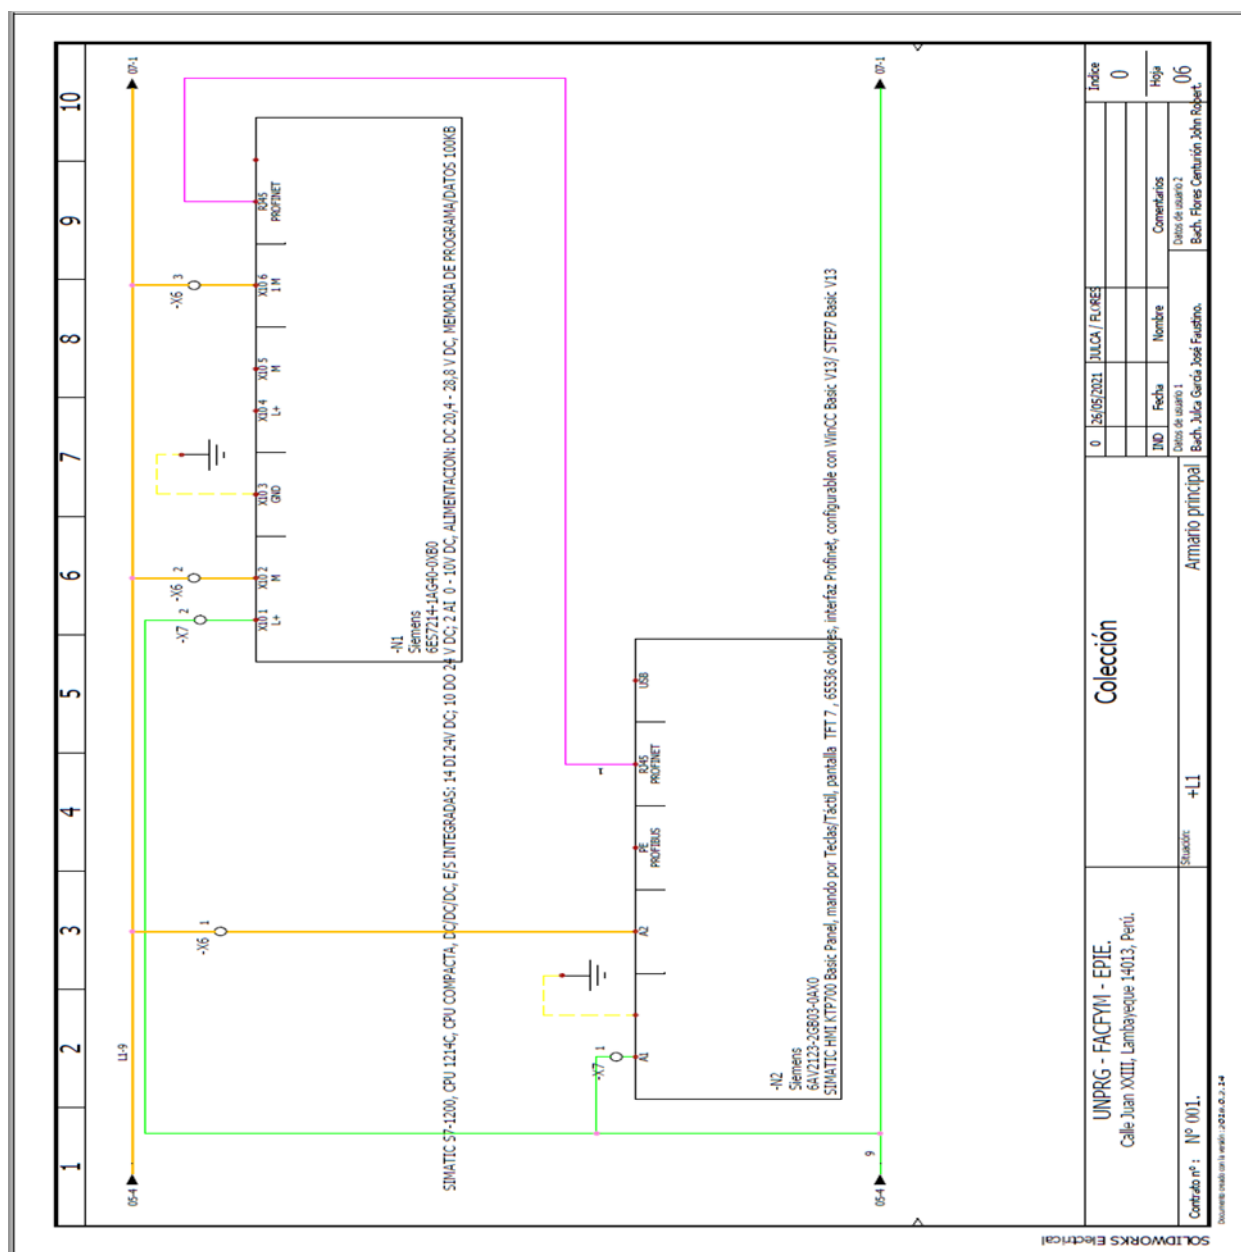 1 2 3 4 5 6 7 8 9 10
05-4
L1-9
07-1
-X6 1
-X7 2
-X6 2
-X6 3
X10 1 L+
X10 2 M
X10 3 GND
X10 4 L+
X10 5 M
X10 6 1 M
RJ45 PROFINET
-N1
Siemens
6ES7214-1AG40-0XB0
SIMATIC S7-1200, CPU 1214C, CPU COMPACTA, DC/DC/DC, E/S INTEGRADAS: 14 DI 24V DC; 10 DO 24 V DC; 2 AI 0 - 10V DC, ALIMENTACION: DC 20,4 - 28,8 V DC, MEMORIA DE PROGRAMA/DATOS 100KB
-X7 1
A1
A2
PE PROFIBUS
RJ45 PROFINET
USB
-N2
Siemens
6AV2123-2GB03-0AX0
SIMATIC HMI KTP700 Basic Panel, mando por Teclas/Táctil, pantalla TFT 7 , 65536 colores, interfaz Profinet, configurable con WinCC Basic V13/ STEP7 Basic V13
05-4
9
07-1
UNPRG - FACFYM - EPIE.
Calle Juan XXIII, Lambayeque 14013, Perú.
Contrato nº : Nº 001.
Colección
Situación: +L1 Armario principal
0 26/05/2021 JULCA / FLORES
IND Fecha Nombre Comentarios
Datos de usuario 1
Bach. Julca García José Faustino.
Datos de usuario 2
Bach. Flores Centurión John Robert.
Indice
0
Hoja
06
SOLIDWORKS Electrical